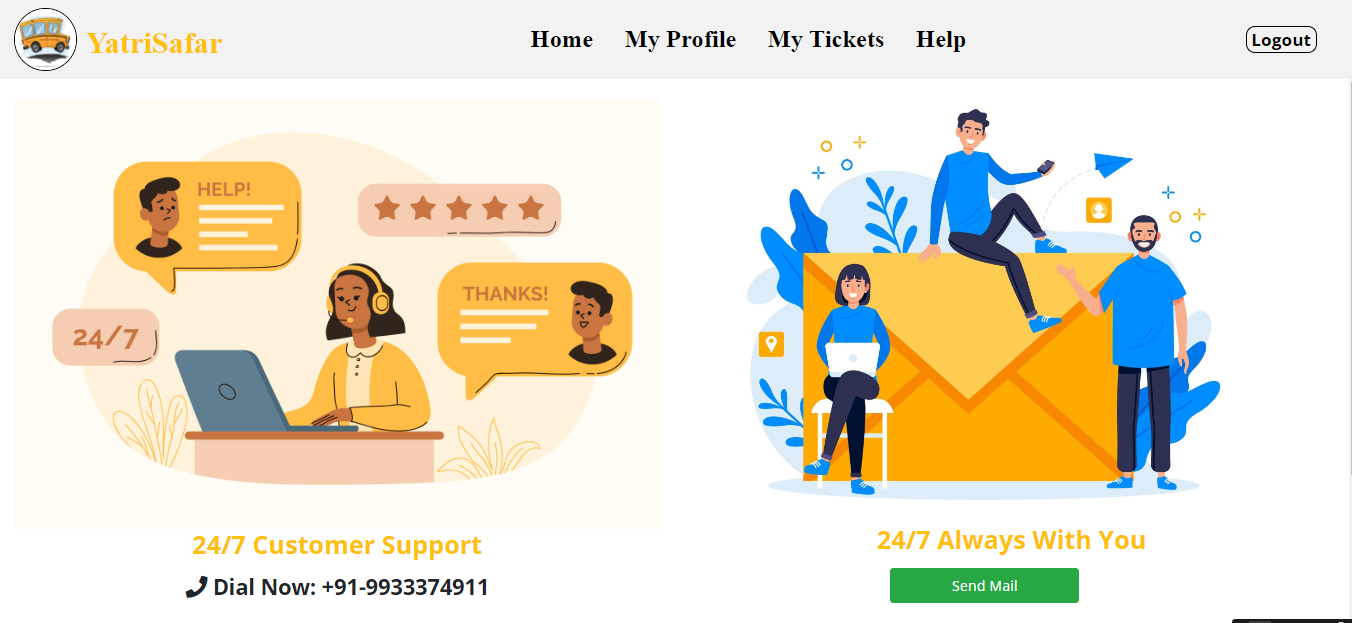 YatriSafar
Home My Profile My Tickets Help
Logout
HELP!
24/7
THANKS!
24/7 Customer Support
Dial Now: +91-9933374911
24/7 Always With You
Send Mail